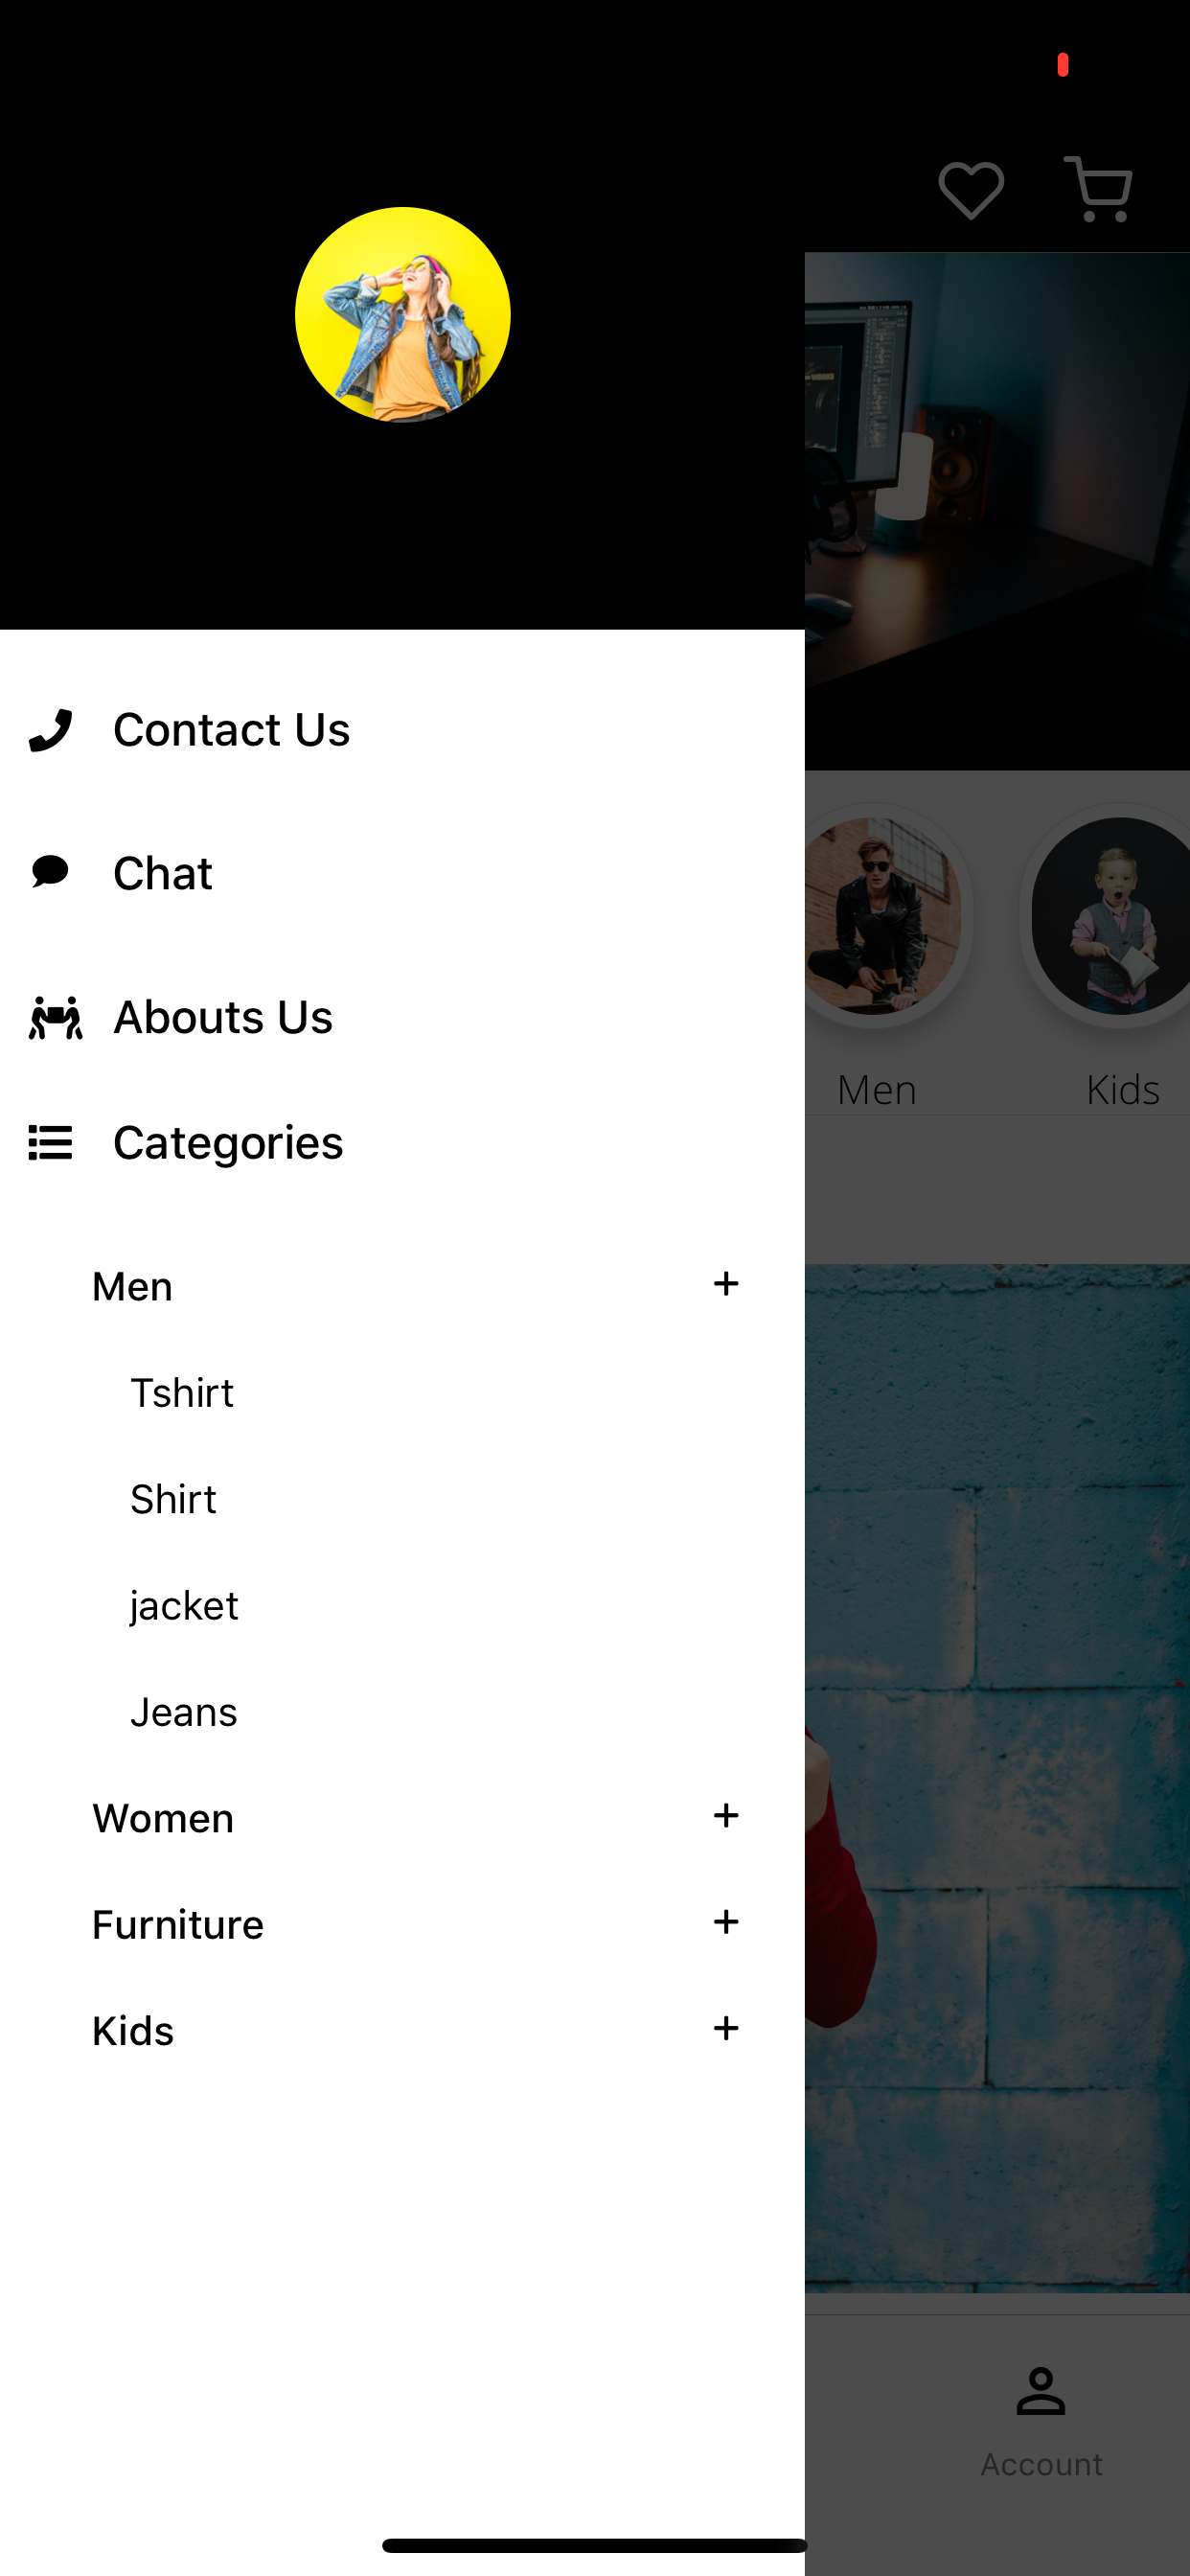 Contact Us
Chat
Abouts Us
Categories
Men
Tshirt
Shirt
jacket
Jeans
Women
Furniture
Kids
Men
Kids
Account